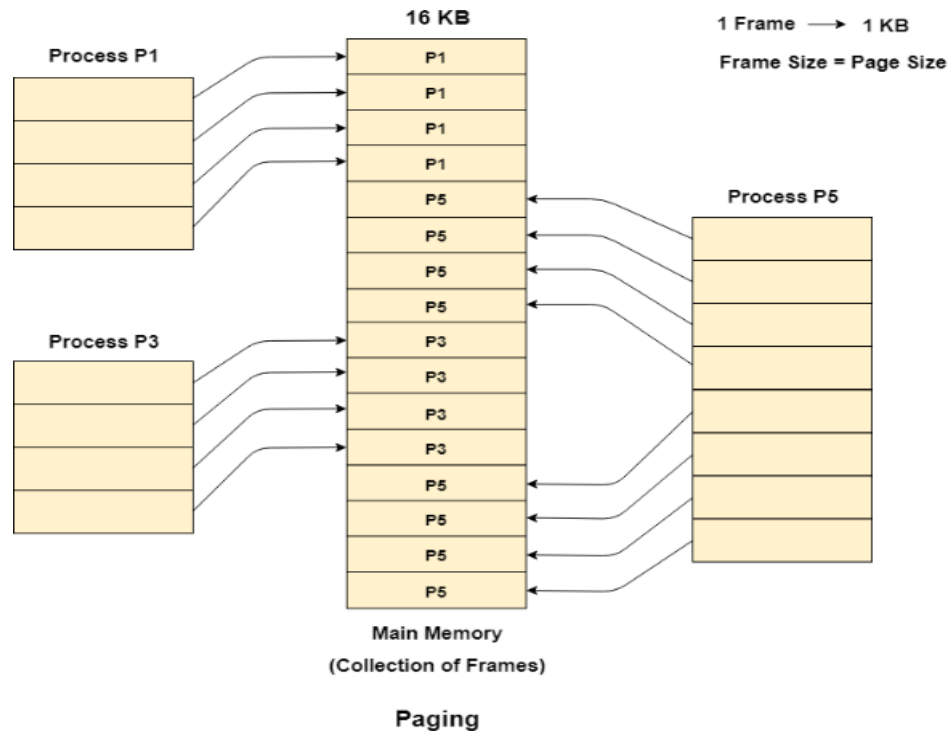 16 KB
1 Frame → 1 KB
Frame Size = Page Size
Process P1
P1
P1
P1
P1
P5
P5
P5
P5
P3
P3
P3
P3
P5
P5
P5
P5
Process P5
Process P3
Main Memory
(Collection of Frames)
Paging